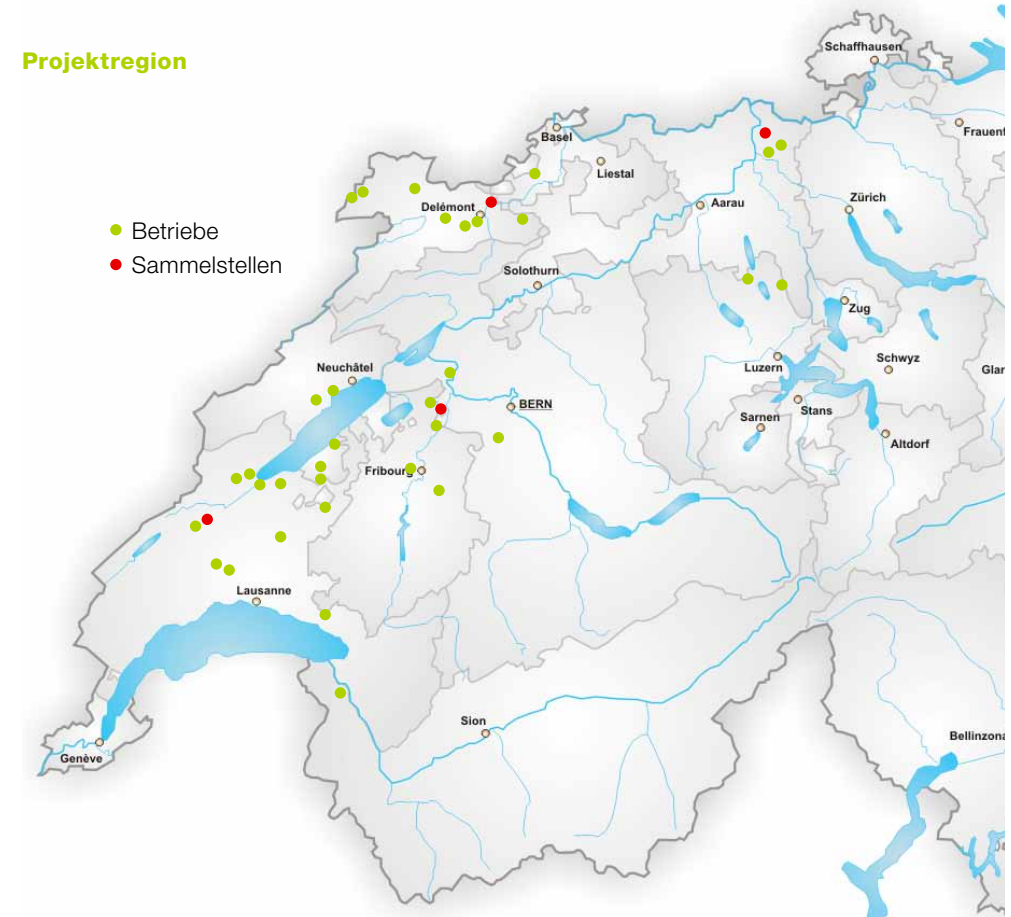 Projektregion
Betriebe
Sammelstellen
Schaffhausen
Basel
Frauenf
Liestal
Delémont
Aarau
Zürich
Solothurn
Zug
Neuchâtel
Luzern
Schwyz
Glar
BERN
Stans
Sarnen
Altdorf
Fribourg
Lausanne
Sion
Bellinzona
Genève